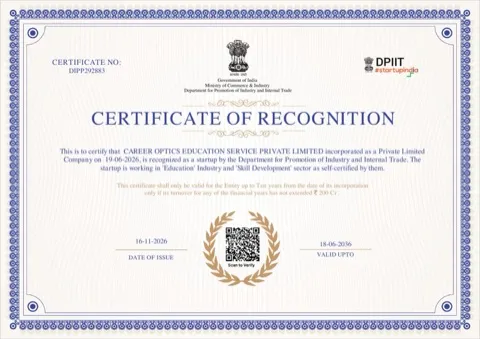 CERTIFICATE NO:
DIPP292883
Government of India
Ministry of Commerce & Industry
Department for Promotion of Industry and Internal Trade
DPIIT
#startupindia
CERTIFICATE OF RECOGNITION
This is to certify that CAREER OPTICS EDUCATION SERVICE PRIVATE LIMITED incorporated as a Private Limited
Company on 19-06-2026, is recognized as a startup by the Department for Promotion of Industry and Internal Trade. The
startup is working in 'Education' Industry and 'Skill Development' sector as self-certified by them.
This certificate shall only be valid for the Entity up to Ten years from the date of its incorporation
only if its turnover for any of the financial years has not exceeded ₹ 200 Cr.
16-11-2026
DATE OF ISSUE
Scan to Verify
18-06-2036
VALID UPTO